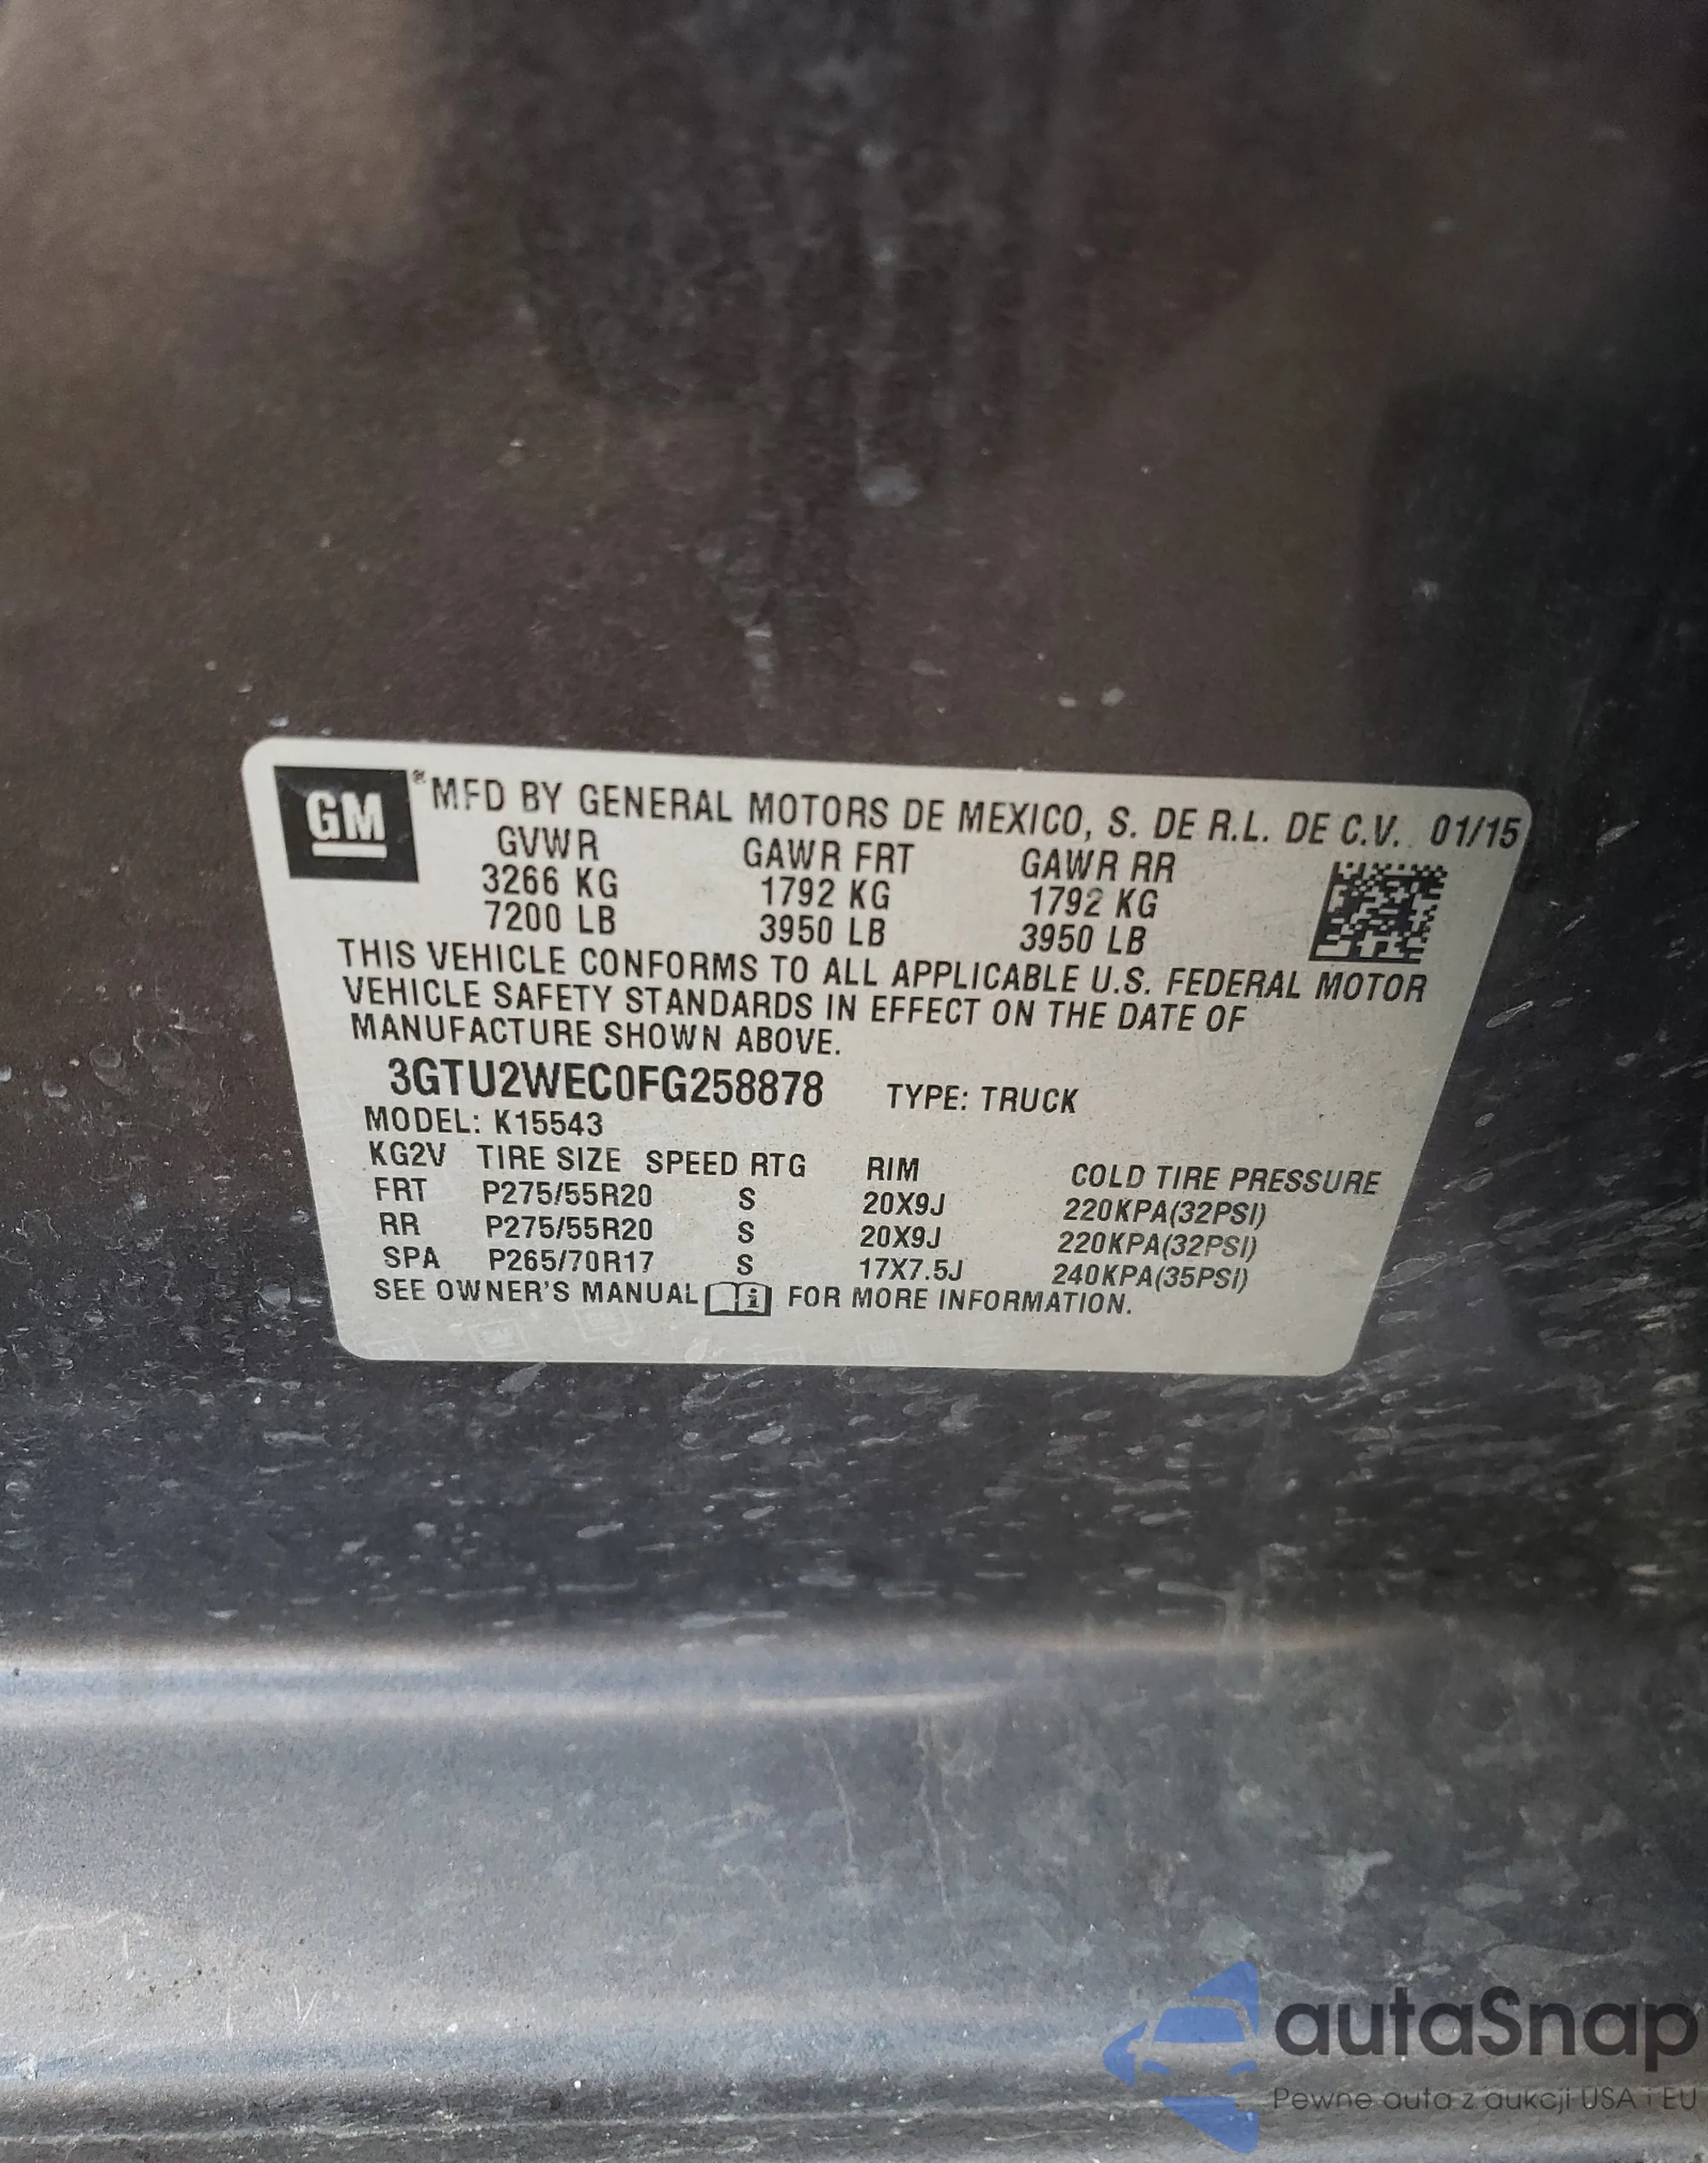 GM
® MFD BY GENERAL MOTORS DE MEXICO, S. DE R.L. DE C.V. 01/15
GVWR GAWR FRT GAWR RR
3266 KG 1792 KG 1792 KG
7200 LB 3950 LB 3950 LB
THIS VEHICLE CONFORMS TO ALL APPLICABLE U.S. FEDERAL MOTOR
VEHICLE SAFETY STANDARDS IN EFFECT ON THE DATE OF
MANUFACTURE SHOWN ABOVE.
3GTU2WEC0FG258878 TYPE: TRUCK
MODEL: K15543
KG2V TIRE SIZE SPEED RTG RIM COLD TIRE PRESSURE
FRT P275/55R20 S 20X9J 220KPA(32PSI)
RR P275/55R20 S 20X9J 220KPA(32PSI)
SPA P265/70R17 S 17X7.5J 240KPA(35PSI)
SEE OWNER'S MANUAL i FOR MORE INFORMATION.
autaSnap
Pewne auta z aukcji USA i EU